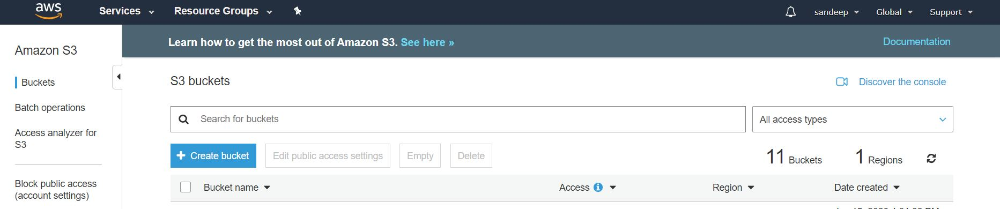 aws
Services
Resource Groups
sandeep
Global
Support
Amazon S3
Buckets
Batch operations
Access analyzer for
S3
Block public access
(account settings)
Learn how to get the most out of Amazon S3. See here »
Documentation
S3 buckets
Discover the console
Search for buckets
All access types
Create bucket
Edit public access settings
Empty
Delete
11 Buckets
1 Regions
Bucket name
Access
Region
Date created